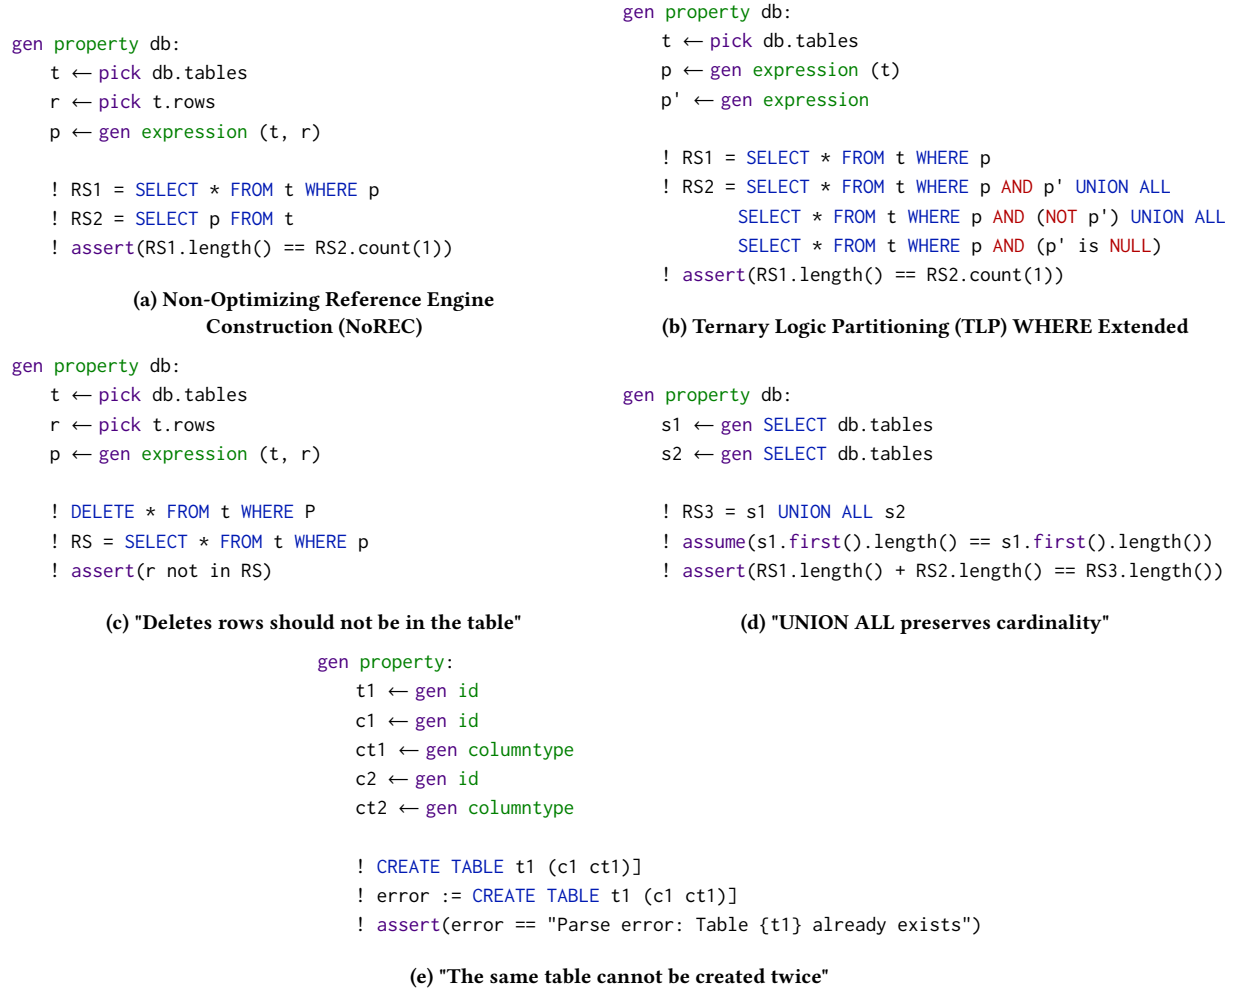 gen property db:
t ← pick db.tables
r ← pick t.rows
p ← gen expression (t, r)
! RS1 = SELECT * FROM t WHERE p
! RS2 = SELECT p FROM t
! assert(RS1.length() == RS2.count(1))
(a) Non-Optimizing Reference Engine
Construction (NoREC)
gen property db:
t ← pick db.tables
p ← gen expression (t)
p' ← gen expression
! RS1 = SELECT * FROM t WHERE p
! RS2 = SELECT * FROM t WHERE p AND p' UNION ALL
SELECT * FROM t WHERE p AND (NOT p') UNION ALL
SELECT * FROM t WHERE p AND (p' is NULL)
! assert(RS1.length() == RS2.count(1))
(b) Ternary Logic Partitioning (TLP) WHERE Extended
gen property db:
t ← pick db.tables
r ← pick t.rows
p ← gen expression (t, r)
! DELETE * FROM t WHERE P
! RS = SELECT * FROM t WHERE p
! assert(r not in RS)
(c) "Deletes rows should not be in the table"
gen property db:
s1 ← gen SELECT db.tables
s2 ← gen SELECT db.tables
! RS3 = s1 UNION ALL s2
! assume(s1.first().length() == s1.first().length())
! assert(RS1.length() + RS2.length() == RS3.length())
(d) "UNION ALL preserves cardinality"
gen property:
t1 ← gen id
c1 ← gen id
ct1 ← gen columntype
c2 ← gen id
ct2 ← gen columntype
! CREATE TABLE t1 (c1 ct1)]
! error := CREATE TABLE t1 (c1 ct1)]
! assert(error == "Parse error: Table {t1} already exists")
(e) "The same table cannot be created twice"